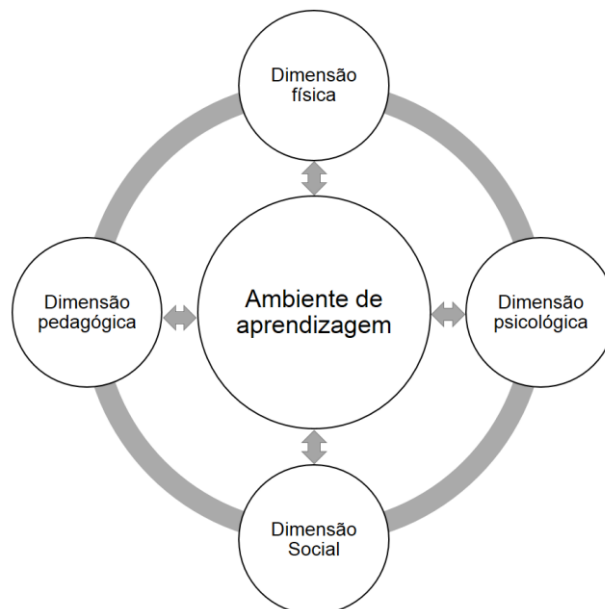 Dimensão
física
Dimensão
pedagógica
Ambiente de
aprendizagem
Dimensão
psicológica
Dimensão
Social